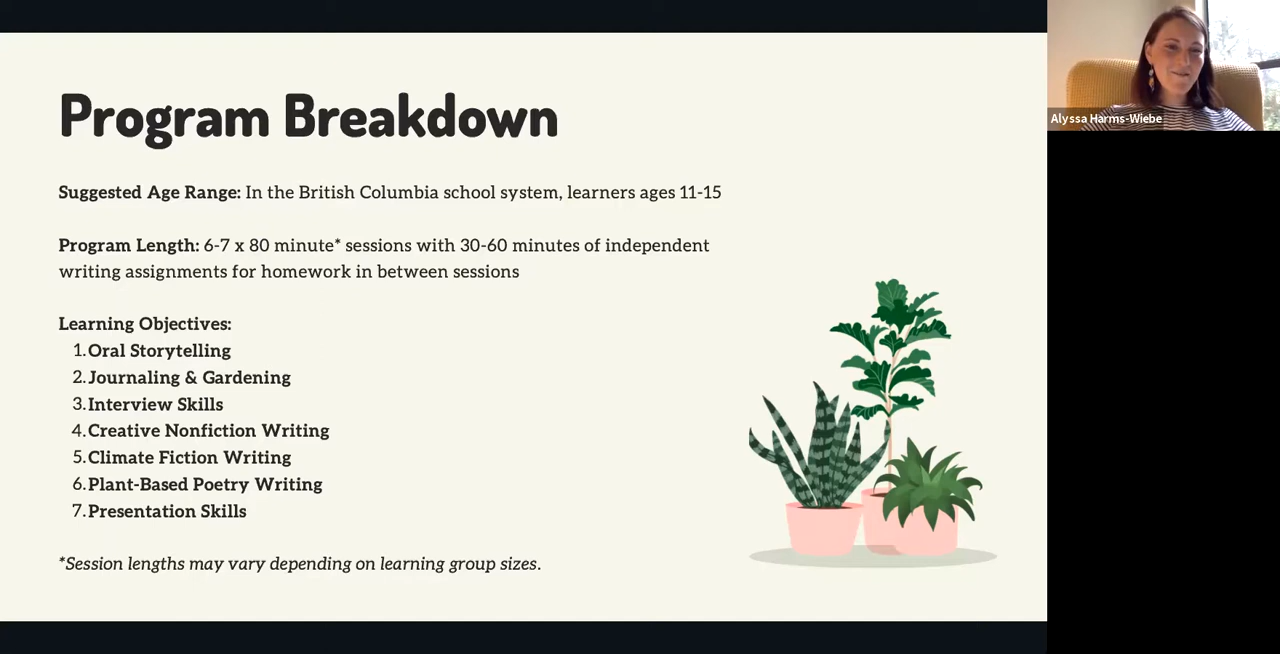 Program Breakdown
Suggested Age Range: In the British Columbia school system, learners ages 11-15
Program Length: 6-7 x 80 minute* sessions with 30-60 minutes of independent
writing assignments for homework in between sessions
Learning Objectives:
1. Oral Storytelling
2. Journaling & Gardening
3. Interview Skills
4. Creative Nonfiction Writing
5. Climate Fiction Writing
6. Plant-Based Poetry Writing
7. Presentation Skills
*Session lengths may vary depending on learning group sizes.
Alyssa Harms-Wiebe